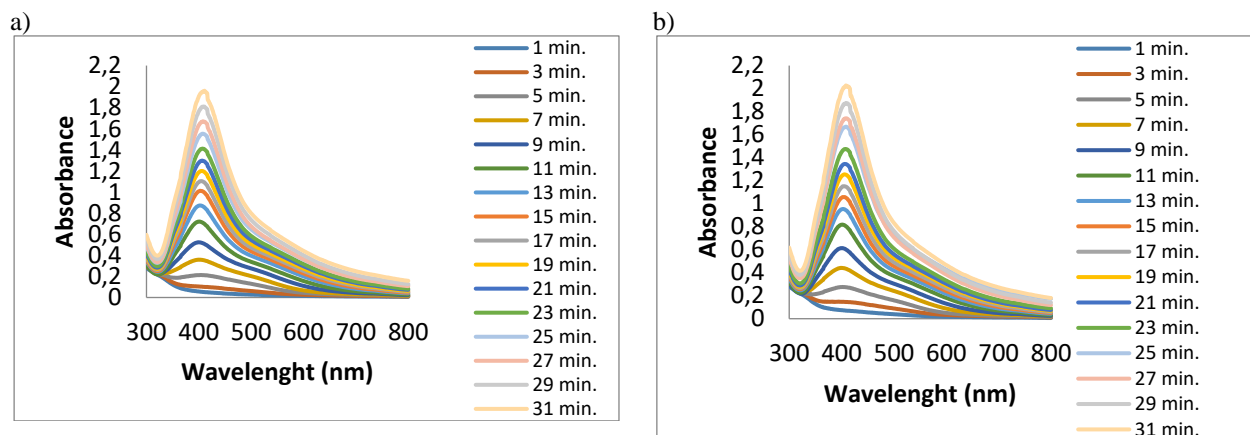 a)
1 min.
3 min.
5 min.
7 min.
9 min.
11 min.
13 min.
15 min.
17 min.
19 min.
21 min.
23 min.
25 min.
27 min.
29 min.
31 min.
2,2
2
1,8
1,6
1,4
1,2
1
0,8
0,6
0,4
0,2
0
Absorbance
300 400 500 600 700 800
Wavelenght (nm)
b)
1 min.
3 min.
5 min.
7 min.
9 min.
11 min.
13 min.
15 min.
17 min.
19 min.
21 min.
23 min.
25 min.
27 min.
29 min.
31 min.
2,2
2
1,8
1,6
1,4
1,2
1
0,8
0,6
0,4
0,2
0
Absorbance
300 400 500 600 700 800
Wavelenght (nm)